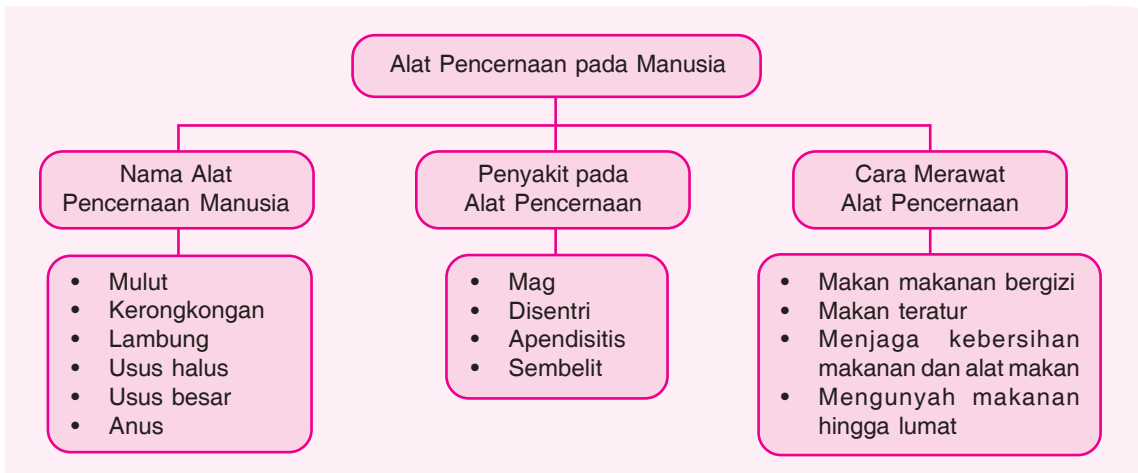 Alat Pencernaan pada Manusia
Nama Alat
Pencernaan Manusia
• Mulut
• Kerongkongan
• Lambung
• Usus halus
• Usus besar
• Anus
Penyakit pada
Alat Pencernaan
• Mag
• Disentri
• Apendisitis
• Sembelit
Cara Merawat
Alat Pencernaan
• Makan makanan bergizi
• Makan teratur
• Menjaga kebersihan
makanan dan alat makan
• Mengunyah makanan
hingga lumat